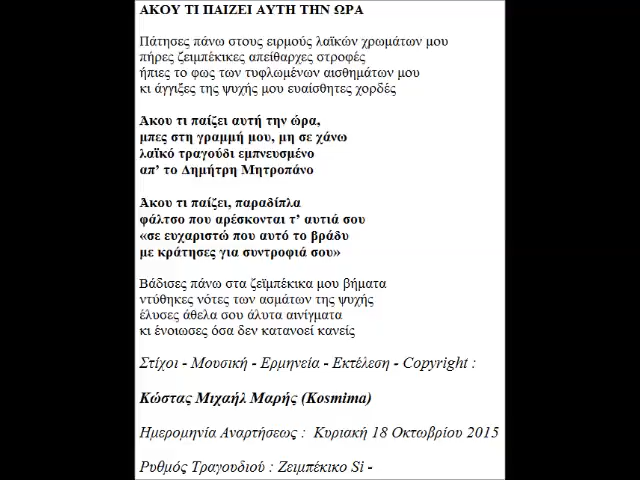 ΑΚΟΥ ΤΙ ΠΑΙΖΕΙ ΑΥΤΗ ΤΗΝ ΩΡΑ
Πάτησες πάνω στους ειρμούς λαϊκών χρωμάτων μου
πήρες ζειμπέκικες απείθαρχες στροφές
ήπιες το φως των τυφλωμένων αισθημάτων μου
κι άγγιξες της ψυχής μου ευαίσθητες χορδές
Άκου τι παίζει αυτή την ώρα,
μπες στη γραμμή μου, μη σε χάνω
λαϊκό τραγούδι εμπνευσμένο
απ’ το Δημήτρη Μητροπάνο
Άκου τι παίζει, παραδίπλα
φάλτσο που αρέσκονται τ’ αυτιά σου
«σε ευχαριστώ που αυτό το βράδυ
με κράτησες για συντροφιά σου»
Βάδισες πάνω στα ζεϊμπέκικα μου βήματα
ντύθηκες νότες των ασμάτων της ψυχής
έλυσες άθελα σου άλυτα αινίγματα
κι ένοιωσες όσα δεν κατανοεί κανείς
Στίχοι - Μουσική - Ερμηνεία - Εκτέλεση - Copyright :
Κώστας Μιχαήλ Μαρής (Kosmima)
Ημερομηνία Αναρτήσεως : Κυριακή 18 Οκτωβρίου 2015
Ρυθμός Τραγουδιού : Ζειμπέκικο Si -